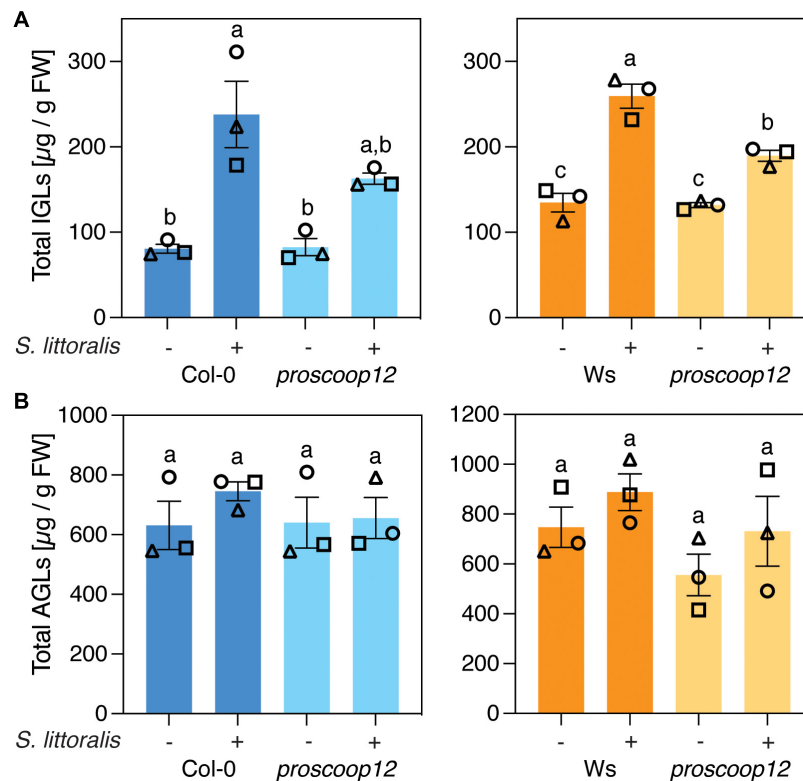 A
Total IGLs [µg / g FW]
300
200
100
0
b
a
b
a,b
S. littoralis
- + - +
Col-0 proscoop12
300
200
100
0
c
a
c
b
- + - +
Ws proscoop12
B
Total AGLs [µg / g FW]
1000
800
600
400
200
0
a a a a
S. littoralis
- + - +
Col-0 proscoop12
1200
1000
800
600
400
200
0
a
a
a
a
- + - +
Ws proscoop12